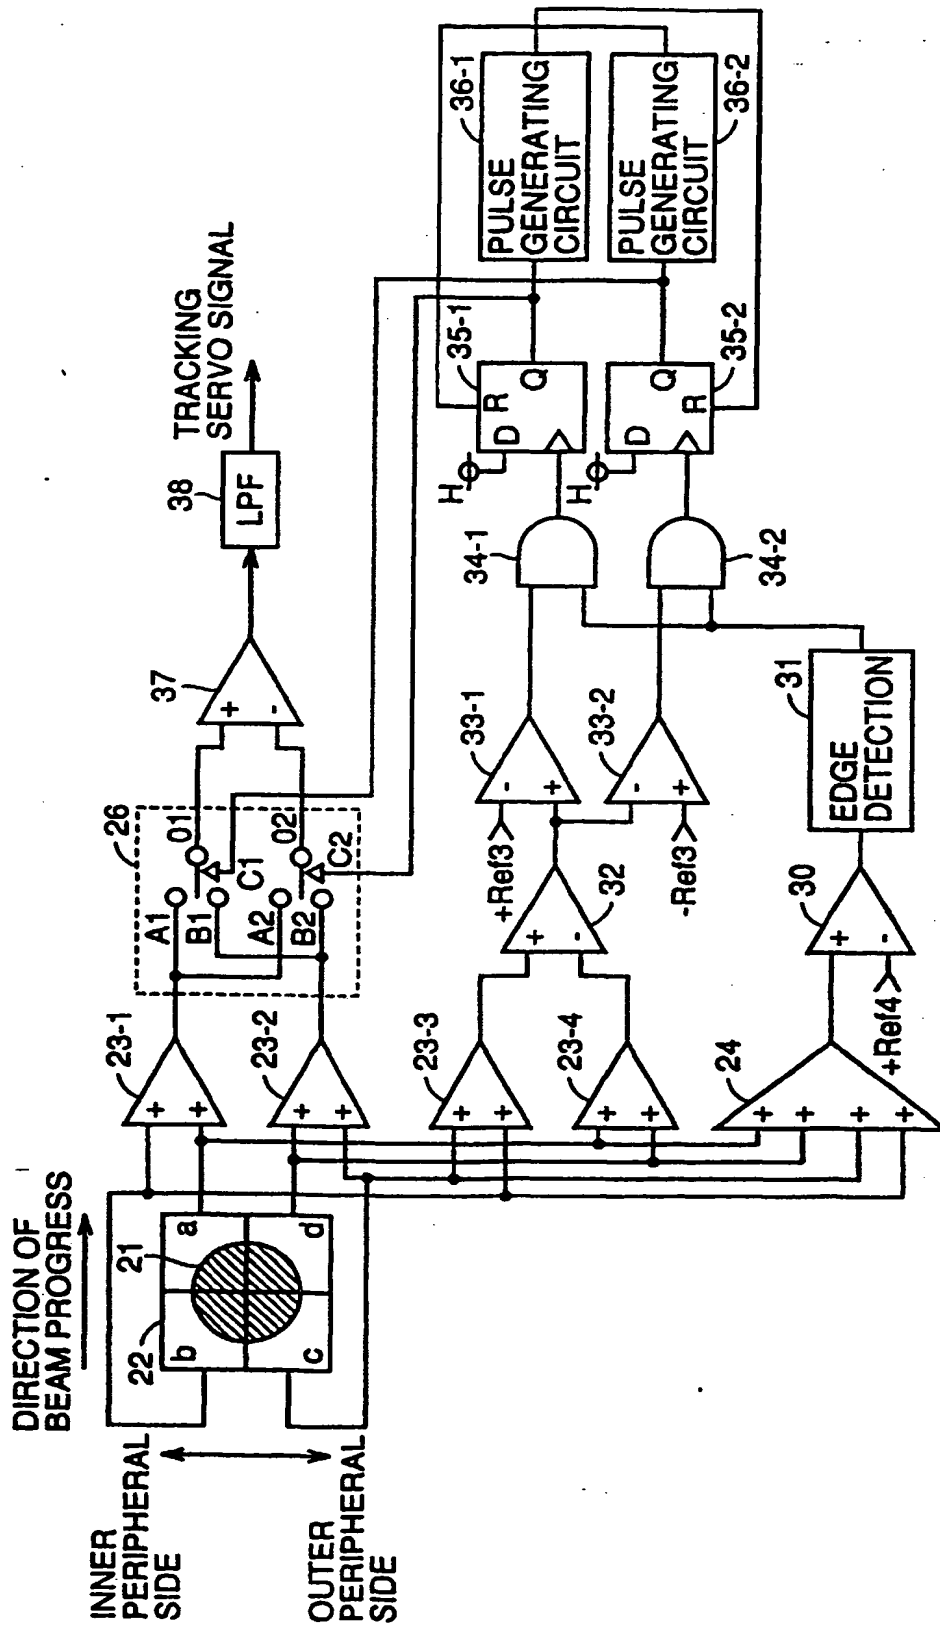 DIRECTION OF
BEAM PROGRESS
INNER
PERIPHERAL
SIDE
OUTER
PERIPHERAL
SIDE
22
21
b
a
c
d
23-1
+
+
23-2
+
+
23-3
+
+
23-4
+
+
24
+
+
+
+
26
A1
B1
01
C1
A2
B2
02
C2
37
+
-
38
LPF
TRACKING
SERVO SIGNAL
32
+
-
+Ref3
33-1
-
+
33-2
-
+
-Ref3
30
+
-
+Ref4
31
EDGE
DETECTION
34-1
34-2
H
D
R
Q
35-1
H
D
R
Q
35-2
36-1
PULSE
GENERATING
CIRCUIT
36-2
PULSE
GENERATING
CIRCUIT